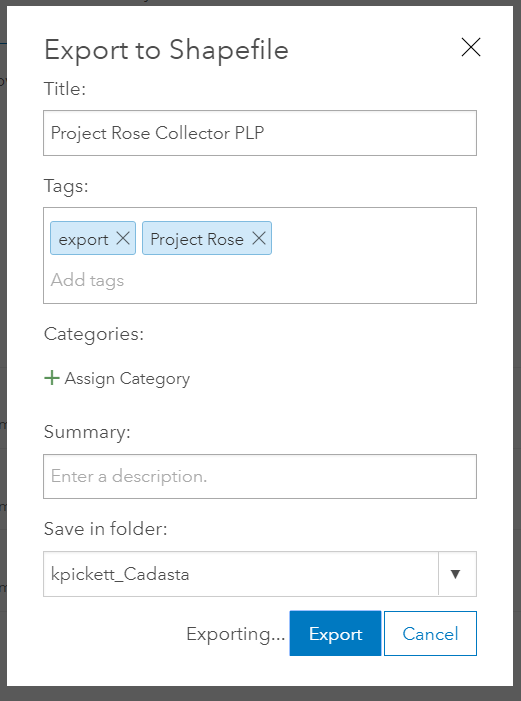 Export to Shapefile
Title:
Project Rose Collector PLP
Tags:
export
Project Rose
Add tags
Categories:
+ Assign Category
Summary:
Enter a description.
Save in folder:
kpickett_Cadasta
Exporting... Export Cancel